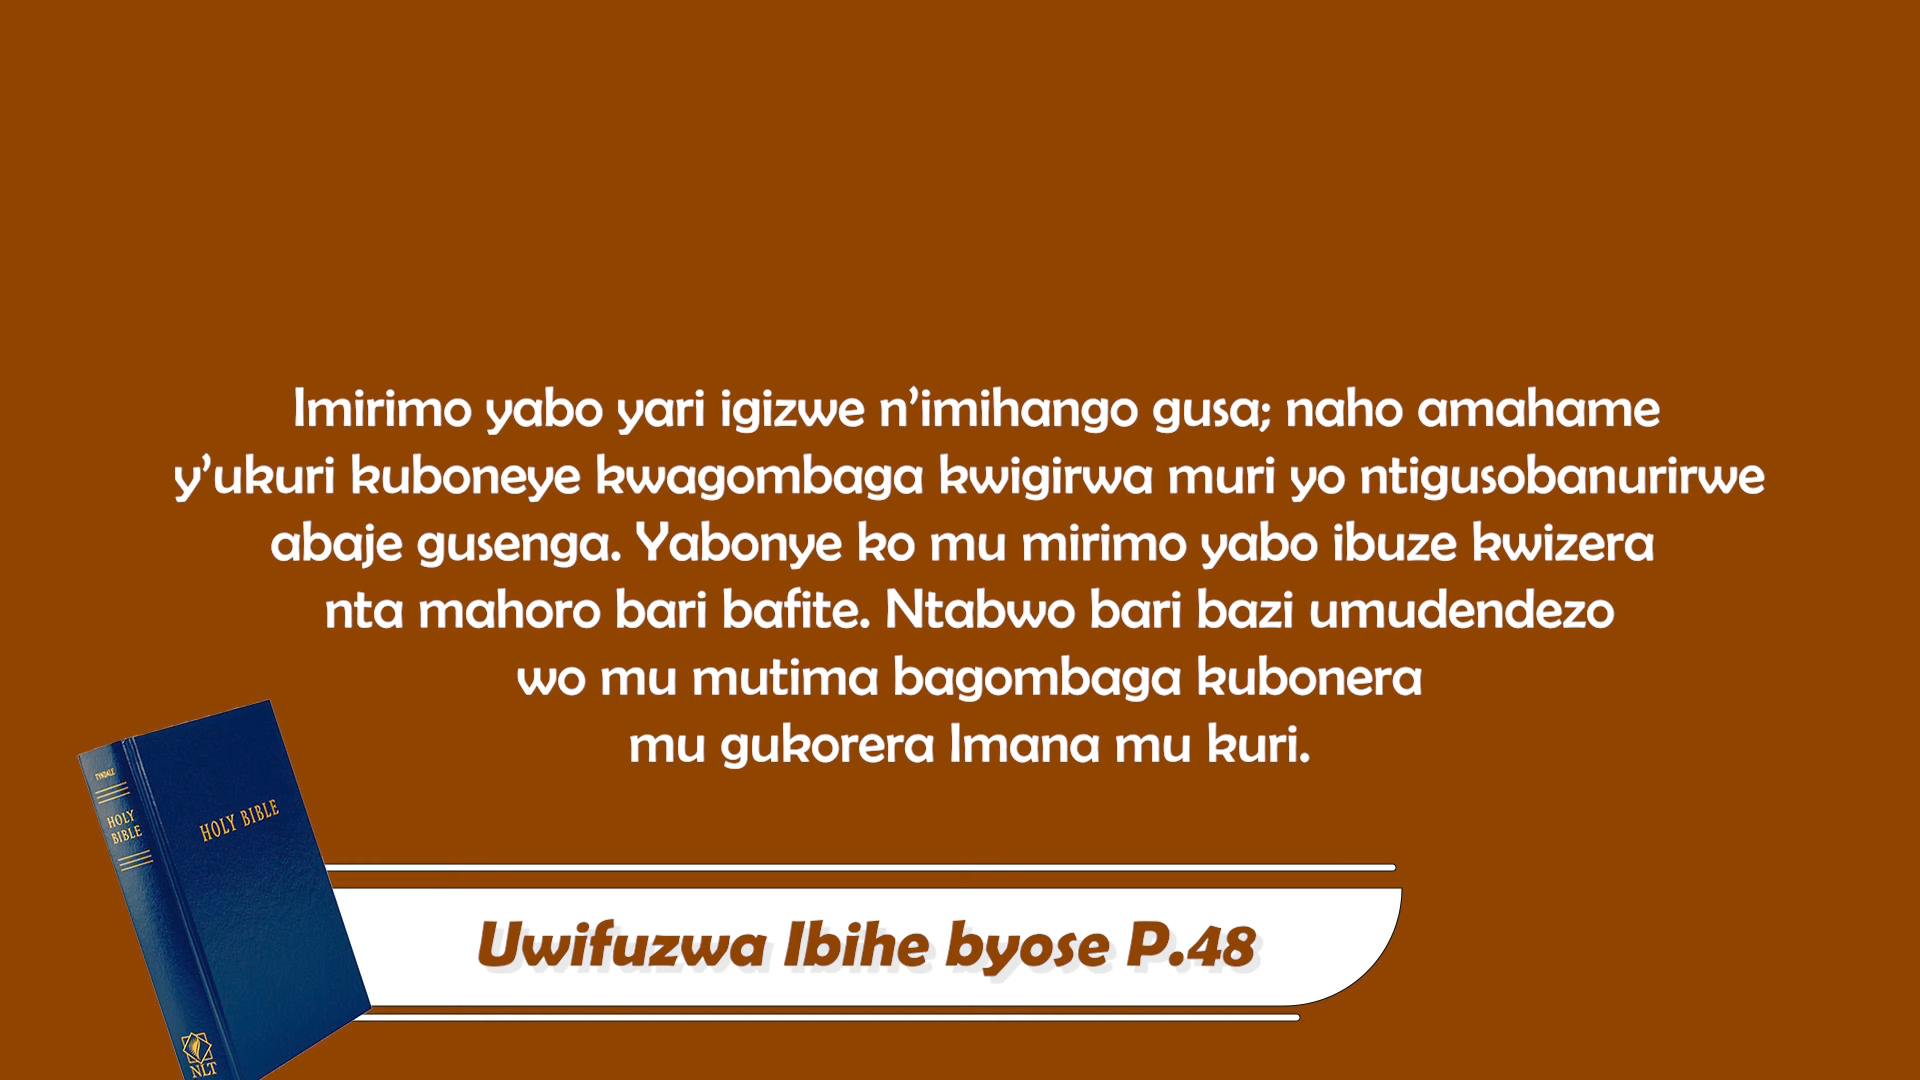 Imirimo yabo yari igizwe n’imihango gusa; naho amahame
y’ukuri kuboneye kwagombaga kwigirwa muri yo ntigusobanurirwe
abaje gusenga. Yabonye ko mu mirimo yabo ibuze kwizera
nta mahoro bari bafite. Ntabwo bari bazi umudendezo
wo mu mutima bagombaga kubonera
mu gukorera Imana mu kuri.
TYNDALE
HOLY
BIBLE
HOLY BIBLE
NLT
Uwifuzwa Ibihe byose P.48